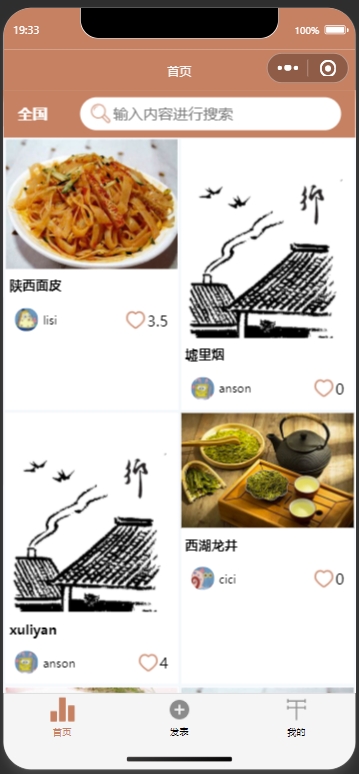 19:33
100%
首页
全国
输入内容进行搜索
乡
陕西面皮
lisi
3.5
墟里烟
anson
0
乡
xuliyan
anson
4
西湖龙井
cici
0
首页
发表
我的